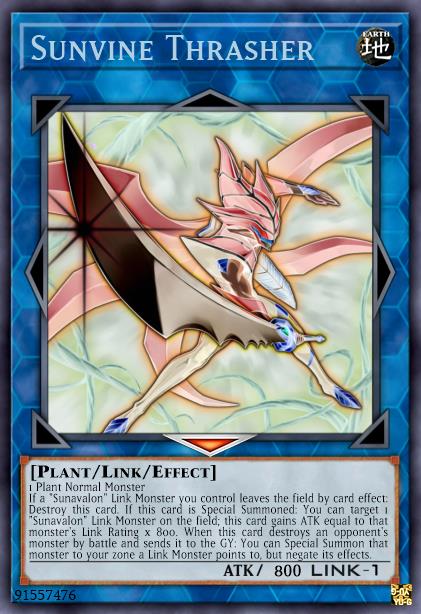 SUNVINE THRASHER
EARTH
地
[PLANT/LINK/EFFECT]
1 Plant Normal Monster
If a "Sunavalon" Link Monster you control leaves the field by card effect:
Destroy this card. If this card is Special Summoned: You can target 1
"Sunavalon" Link Monster on the field; this card gains ATK equal to that
monster's Link Rating x 800. When this card destroys an opponent's
monster by battle and sends it to the GY: You can Special Summon that
monster to your zone a Link Monster points to, but negate its effects.
ATK/ 800 LINK-1
91557476